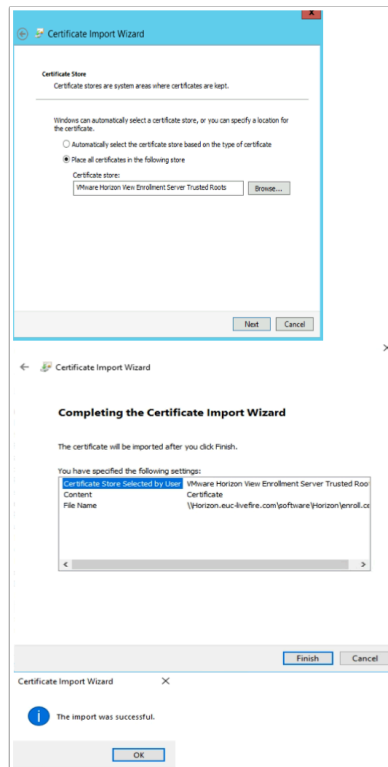 Certificate Import Wizard
Certificate Store
Certificate stores are system areas where certificates are kept.
Windows can automatically select a certificate store, or you can specify a location for
the certificate.
Automatically select the certificate store based on the type of certificate
Place all certificates in the following store
Certificate store:
VMware Horizon View Enrollment Server Trusted Roots
Browse...
Next Cancel
Certificate Import Wizard
Completing the Certificate Import Wizard
The certificate will be imported after you click Finish.
You have specified the following settings:
Certificate Store Selected by User VMware Horizon View Enrollment Server Trusted Roo
Content Certificate
File Name \\Horizon.euc-livefire.com\software\Horizon\enroll.ce
Finish Cancel
Certificate Import Wizard
The import was successful.
OK